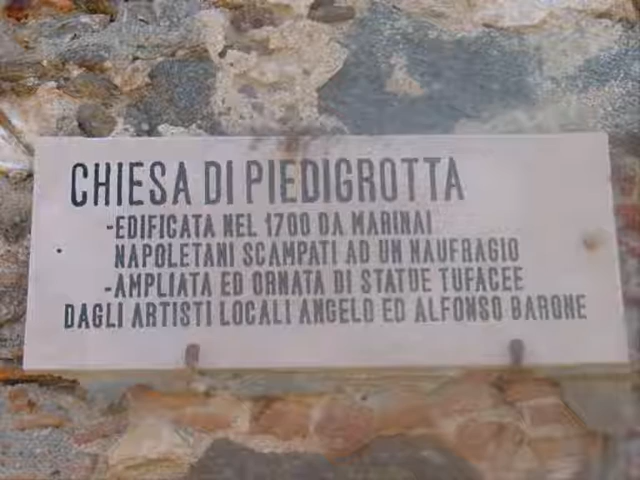 CHIESA DI PIEDIGROTTA
-EDIFICATA NEL 1700 DA MARINAI
NAPOLETANI SCAMPATI AD UN NAUFRAGIO
-AMPLIATA ED ORNATA DI STATUE TUFACEE
DAGLI ARTISTI LOCALI ANGELO ED ALFONSO BARONE